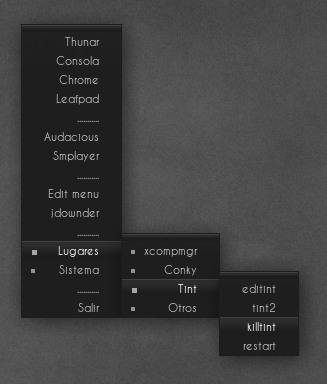 Thunar
Consola
Chrome
Leafpad
Audacious
Smplayer
Edit menu
jdownder
Lugares
Sistema
Salir
xcompmgr
Conky
Tint
Otros
editint
tint2
killtint
restart